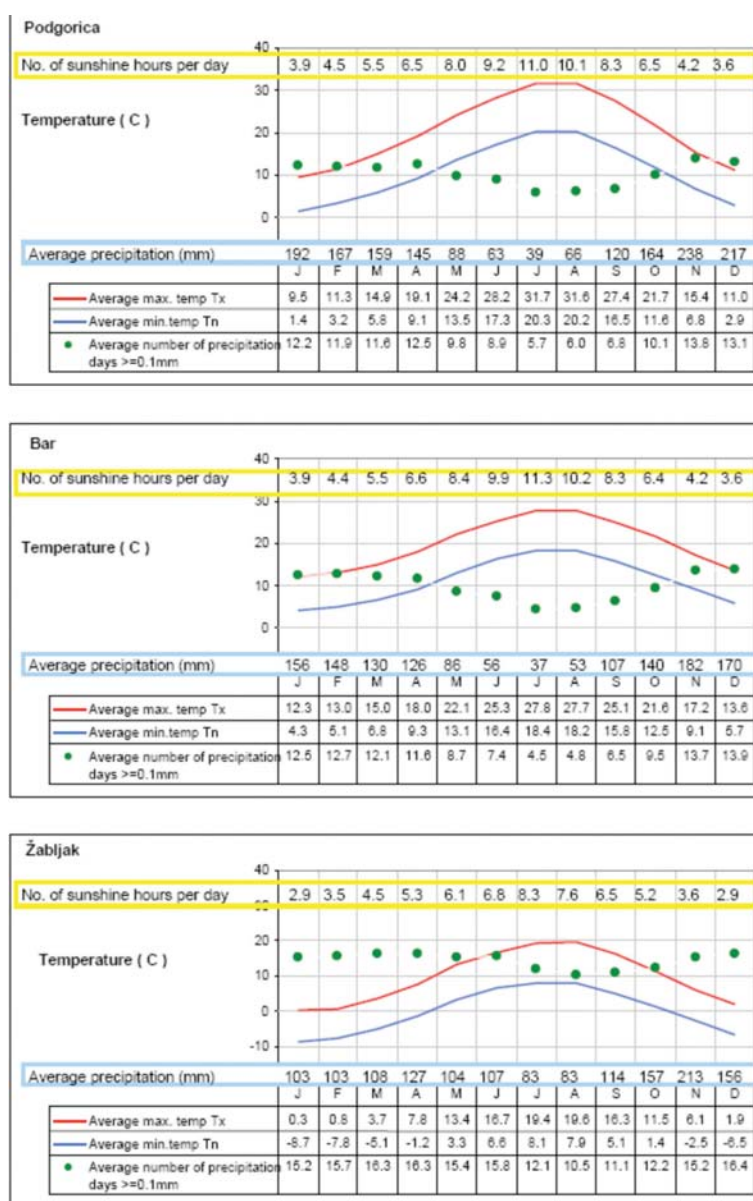 Podgorica
40
No. of sunshine hours per day 3.9 4.5 5.5 6.5 8.0 9.2 11.0 10.1 8.3 6.5 4.2 3.6
30
Temperature ( C )
20
10
0
Average precipitation (mm) 192 167 159 145 88 63 39 66 120 164 238 217
J F M A M J J A S O N D
Average max. temp Tx 9.5 11.3 14.9 19.1 24.2 28.2 31.7 31.6 27.4 21.7 15.4 11.0
Average min.temp Tn 1.4 3.2 5.8 9.1 13.5 17.3 20.3 20.2 16.5 11.6 6.8 2.9
Average number of precipitation 12.2 11.9 11.6 12.5 9.8 8.9 5.7 6.0 6.8 10.1 13.8 13.1
days >=0.1mm
Bar
40
No. of sunshine hours per day 3.9 4.4 5.5 6.6 8.4 9.9 11.3 10.2 8.3 6.4 4.2 3.6
30
Temperature ( C )
20
10
0
Average precipitation (mm) 156 148 130 126 86 56 37 53 107 140 182 170
J F M A M J J A S O N D
Average max. temp Tx 12.3 13.0 15.0 18.0 22.1 25.3 27.8 27.7 25.1 21.6 17.2 13.6
Average min.temp Tn 4.3 5.1 6.8 9.3 13.1 16.4 18.4 18.2 15.8 12.5 9.1 5.7
Average number of precipitation 12.5 12.7 12.1 11.6 8.7 7.4 4.5 4.8 6.5 9.5 13.7 13.9
days >=0.1mm
Žabljak
40
No. of sunshine hours per day 2.9 3.5 4.5 5.3 6.1 6.8 8.3 7.6 6.5 5.2 3.6 2.9
30
Temperature ( C )
20
10
0
-10
Average precipitation (mm) 103 103 108 127 104 107 83 83 114 157 213 156
J F M A M J J A S O N D
Average max. temp Tx 0.3 0.8 3.7 7.8 13.4 16.7 19.4 19.6 16.3 11.5 6.1 1.9
Average min.temp Tn -8.7 -7.8 -5.1 -1.2 3.3 6.6 8.1 7.9 5.1 1.4 -2.5 -6.5
Average number of precipitation 15.2 15.7 16.3 16.3 15.4 15.8 12.1 10.5 11.1 12.2 15.2 16.4
days >=0.1mm